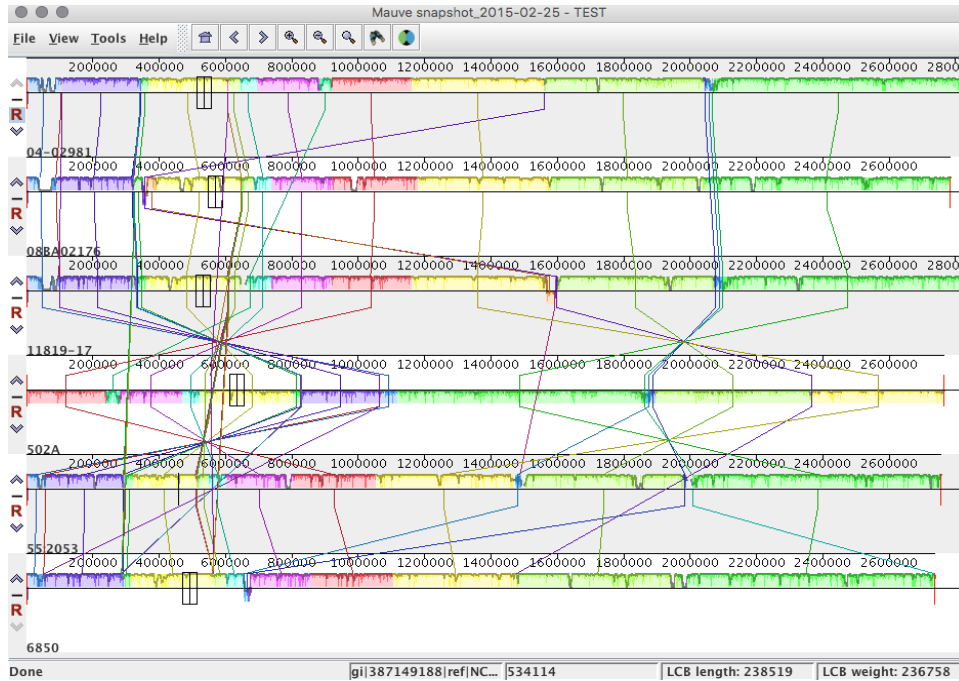 Mauve snapshot_2015-02-25 - TEST
File View Tools Help
200000 400000 600000 800000 1000000 1200000 1400000 1600000 1800000 2000000 2200000 2400000 2600000 2800
R
04-02981
200000 400000 600000 800000 1000000 1200000 1400000 1600000 1800000 2000000 2200000 2400000 2600000
R
08BA02176
200000 400000 600000 800000 1000000 1200000 1400000 1600000 1800000 2000000 2200000 2400000 2600000 2800
R
11819-17
200000 400000 600000 800000 1000000 1200000 1400000 1600000 1800000 2000000 2200000 2400000 2600000
R
502A
200000 400000 600000 800000 1000000 1200000 1400000 1600000 1800000 2000000 2200000 2400000 2600000
R
55_2053
200000 400000 600000 800000 1000000 1200000 1400000 1600000 1800000 2000000 2200000 2400000 2600000
R
6850
Done gi|387149188|ref|NC... 534114 LCB length: 238519 LCB weight: 236758